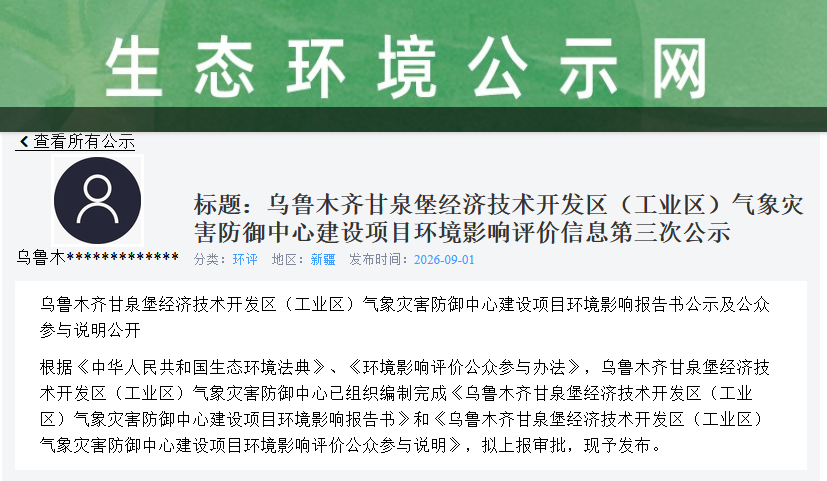 生态环境公示网
查看所有公示
标题：乌鲁木齐甘泉堡经济技术开发区（工业区）气象灾
害防御中心建设项目环境影响评价信息第三次公示
乌鲁木*************
分类：环评 地区：新疆 发布时间：2026-09-01
乌鲁木齐甘泉堡经济技术开发区（工业区）气象灾害防御中心建设项目环境影响报告书公示及公众
参与说明公开
根据《中华人民共和国生态环境法典》、《环境影响评价公众参与办法》，乌鲁木齐甘泉堡经济技
术开发区（工业区）气象灾害防御中心已组织编制完成《乌鲁木齐甘泉堡经济技术开发区（工业
区）气象灾害防御中心建设项目环境影响报告书》和《乌鲁木齐甘泉堡经济技术开发区（工业区）
气象灾害防御中心建设项目环境影响评价公众参与说明》，拟上报审批，现予发布。